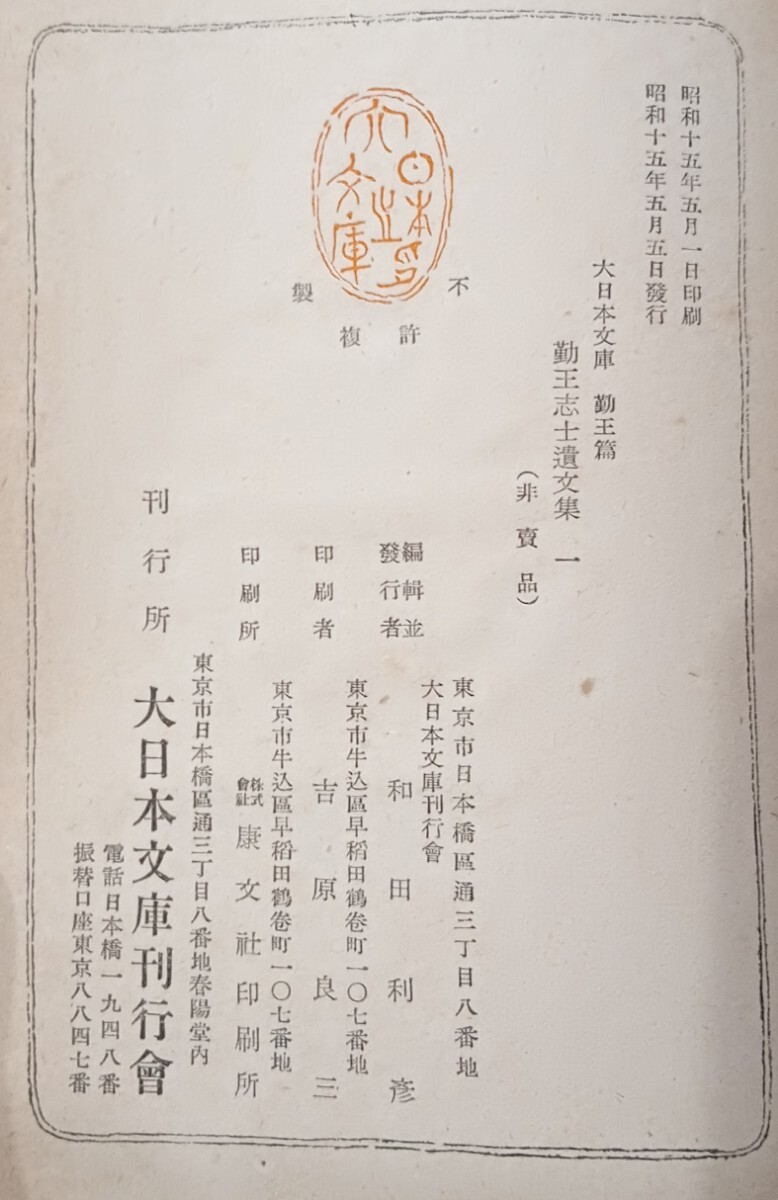 昭和十五年五月一日印刷
昭和十五年五月五日發行
大日本文庫 勤王篇
勤王志士遺文集 一
(非賣品)
不許複製
大日本文庫之印
東京市日本橋區通三丁目八番地
大日本文庫刊行會
編輯並發行者 和田利彥
東京市牛込區早稻田鶴卷町一〇七番地
印刷者 吉原良三
東京市牛込區早稻田鶴卷町一〇七番地
印刷所 株式會社 康文社印刷所
東京市日本橋區通三丁目八番地春陽堂內
刊行所 大日本文庫刊行會
電話日本橋一九四八番
振替口座東京八八四七番